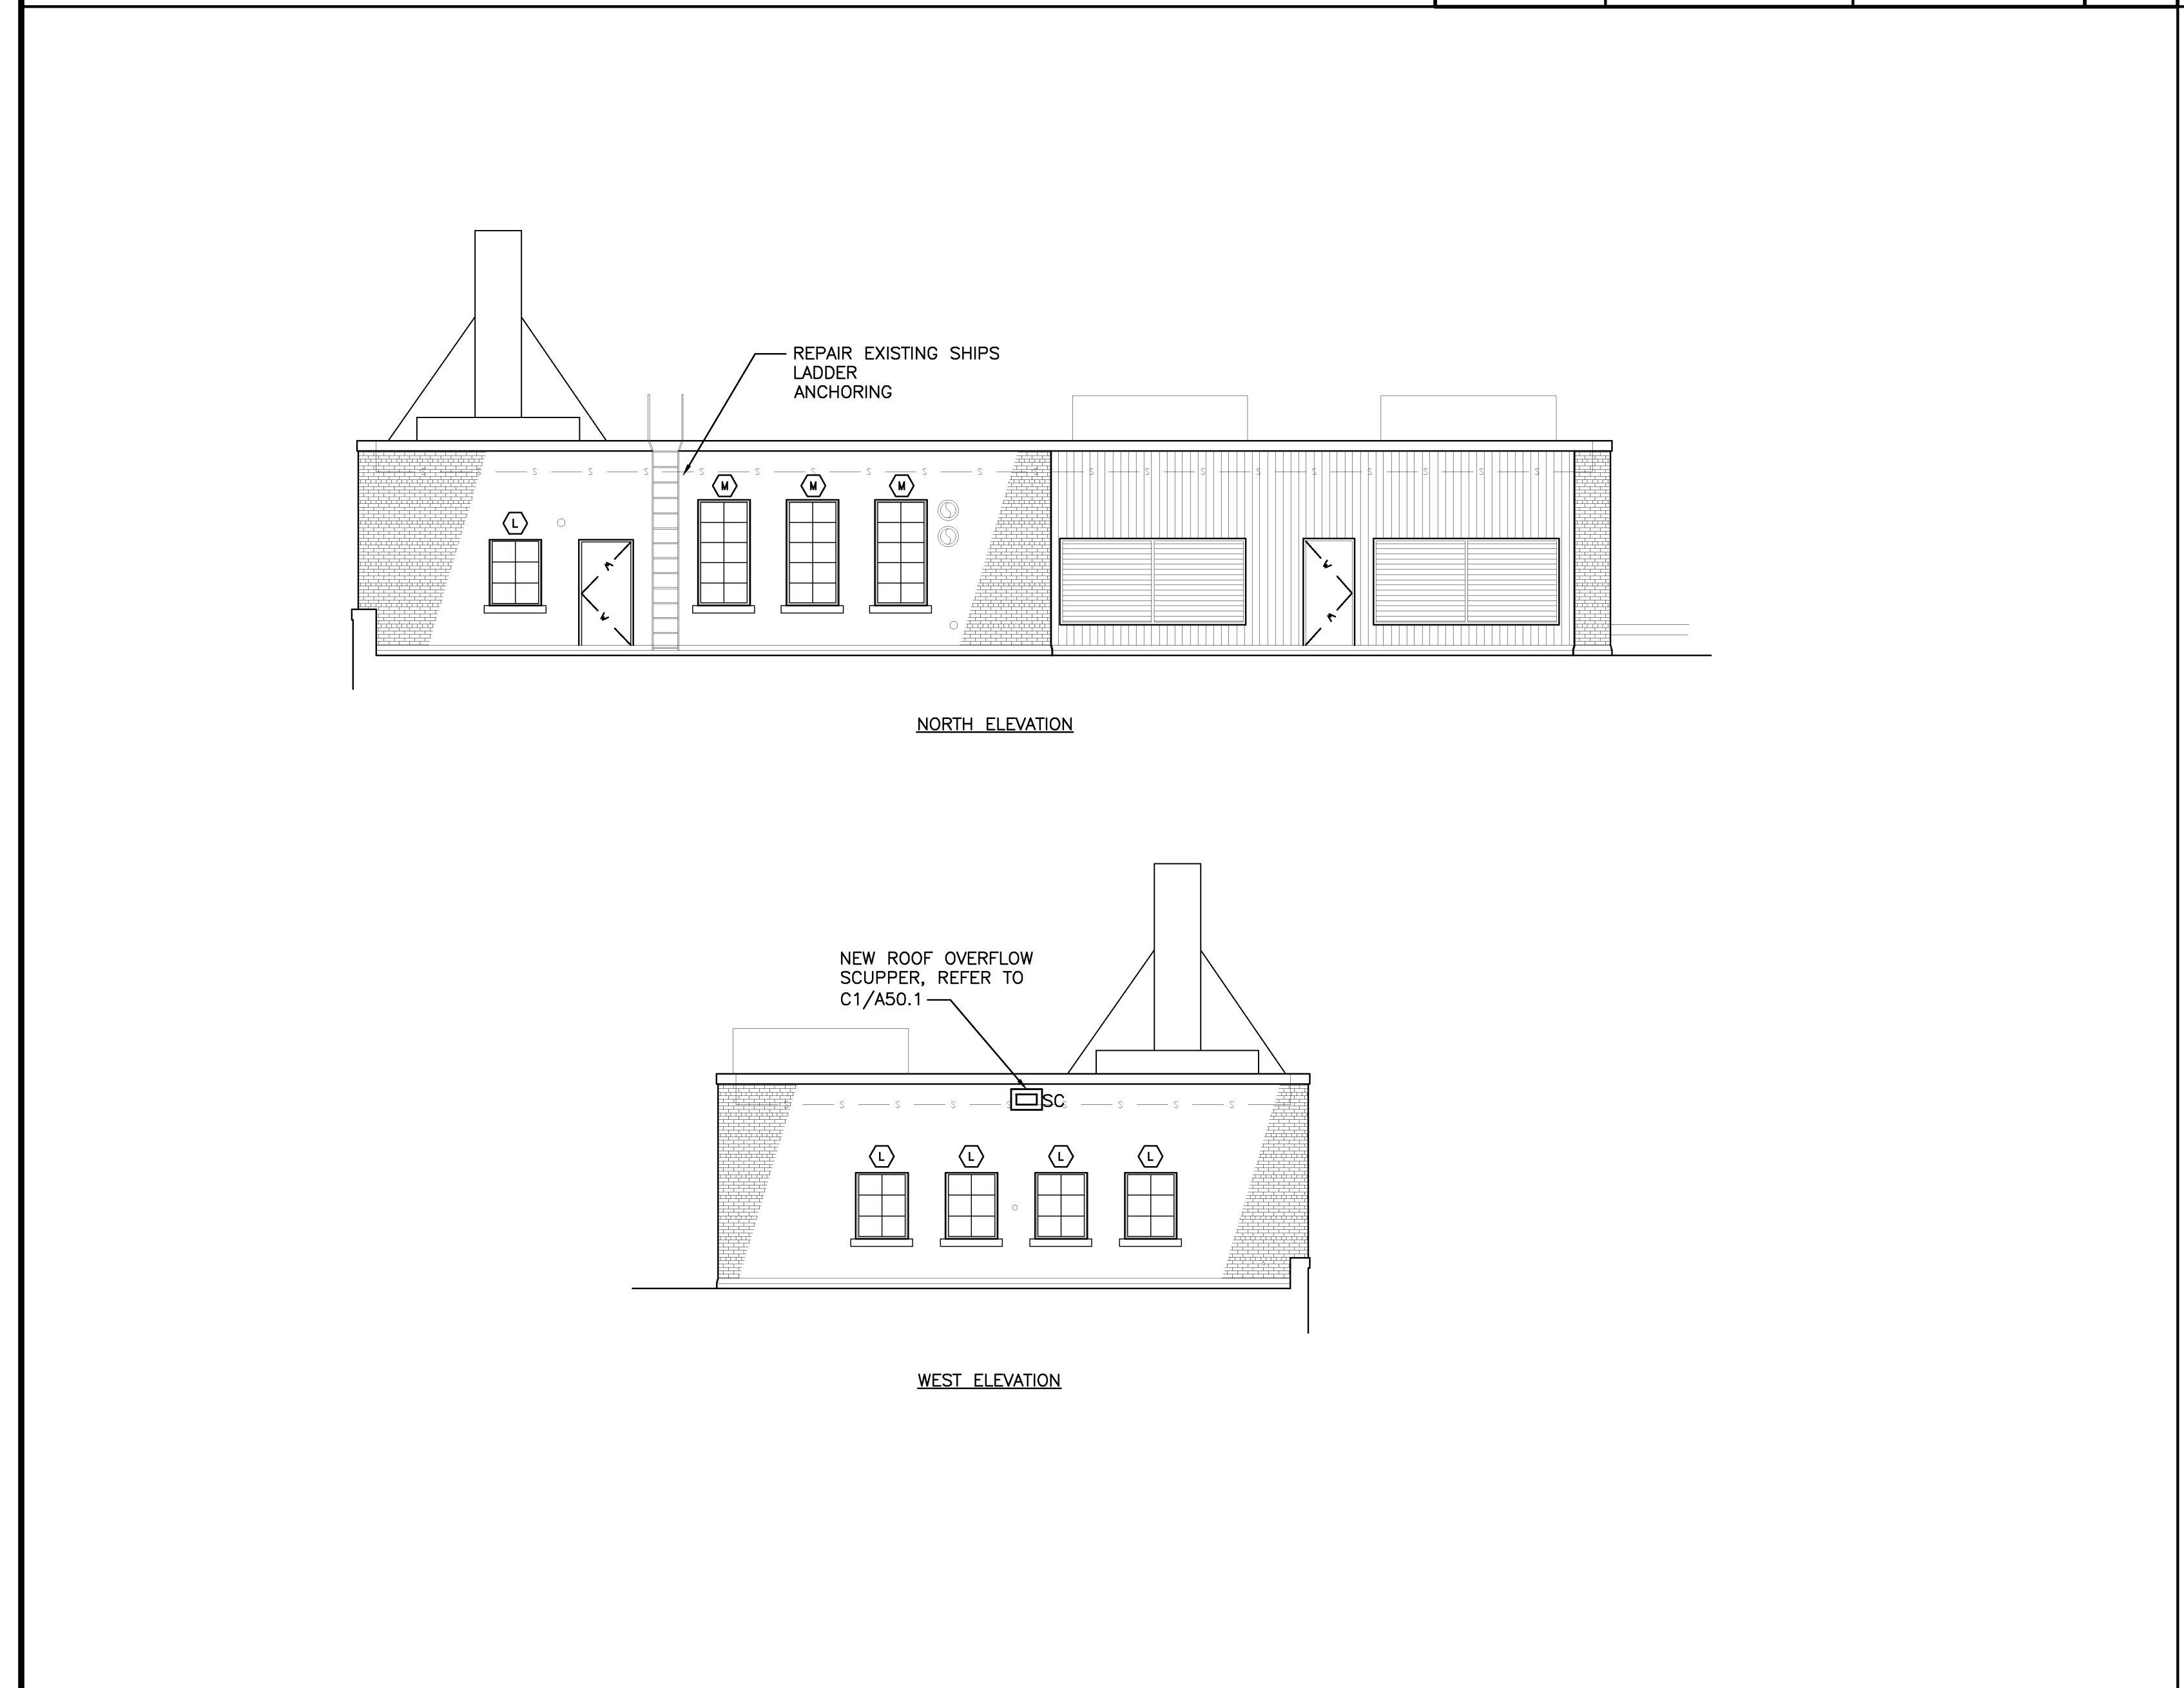 REPAIR EXISTING SHIPS
LADDER
ANCHORING
S S S S S S S S S S S S S S S S S S S S S
M M M
L
NORTH ELEVATION
NEW ROOF OVERFLOW
SCUPPER, REFER TO
C1/A50.1
SC
S S S S S S S S
L L L L
WEST ELEVATION